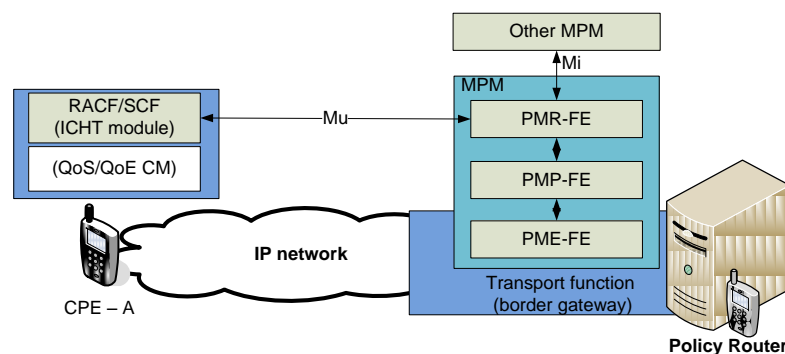 Other MPM
Mi
MPM
RACF/SCF
(ICHT module)
Mu
PMR-FE
(QoS/QoE CM)
PMP-FE
IP network
PME-FE
CPE – A
Transport function
(border gateway)
Policy Router